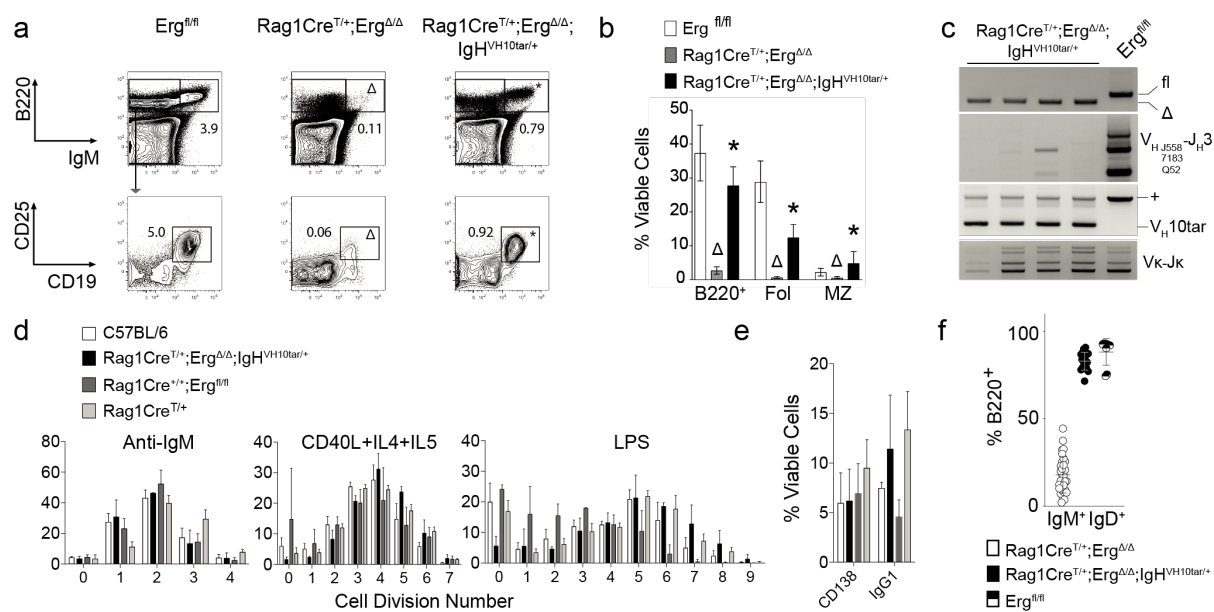 a
Erg^fl/fl
Rag1Cre^T/+;Erg^Δ/Δ
Rag1Cre^T/+;Erg^Δ/Δ;
IgH^VH10tar/+
B220
IgM
3.9
Δ
0.11
*
0.79
CD25
CD19
5.0
0.06
Δ
0.92
*
b
Erg^fl/fl
Rag1Cre^T/+;Erg^Δ/Δ
Rag1Cre^T/+;Erg^Δ/Δ;IgH^VH10tar/+
% Viable Cells
50
40
30
20
10
0
Δ * Δ * Δ *
B220⁺ Fol MZ
c
Rag1Cre^T/+;Erg^Δ/Δ;
IgH^VH10tar/+
Erg^fl/fl
fl
Δ
V_H J558-J_H3
7183
Q52
+
V_H10tar
Vκ-Jκ
d
C57BL/6
Rag1Cre^T/+;Erg^Δ/Δ;IgH^VH10tar/+
Rag1Cre^+/+;Erg^fl/fl
Rag1Cre^T/+
Anti-IgM
80
60
40
20
0
0 1 2 3 4
CD40L+IL4+IL5
40
30
20
10
0
0 1 2 3 4 5 6 7
LPS
40
30
20
10
0
0 1 2 3 4 5 6 7 8 9
Cell Division Number
e
% Viable Cells
20
15
10
5
0
CD138 IgG1
f
% B220⁺
100
50
0
IgM⁺ IgD⁺
Rag1Cre^T/+;Erg^Δ/Δ
Rag1Cre^T/+;Erg^Δ/Δ;IgH^VH10tar/+
Erg^fl/fl